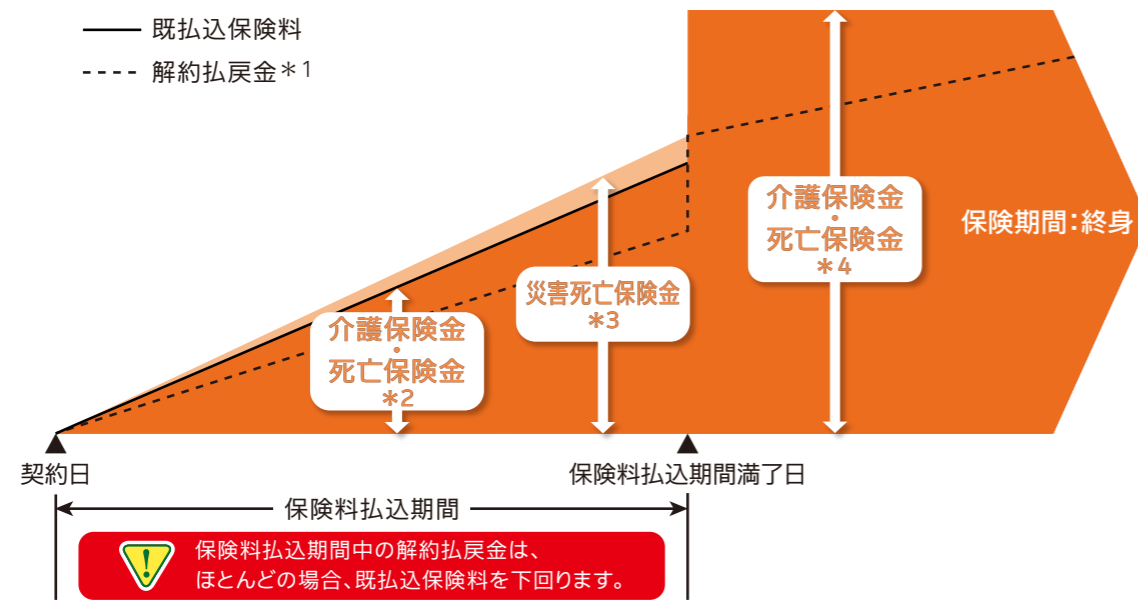 既払込保険料
解約払戻金*1
介護保険金
・
死亡保険金
*2
災害死亡保険金
*3
介護保険金
・
死亡保険金
*4
保険期間:終身
契約日
保険料払込期間満了日
保険料払込期間
保険料払込期間中の解約払戻金は、
ほとんどの場合、既払込保険料を下回ります。